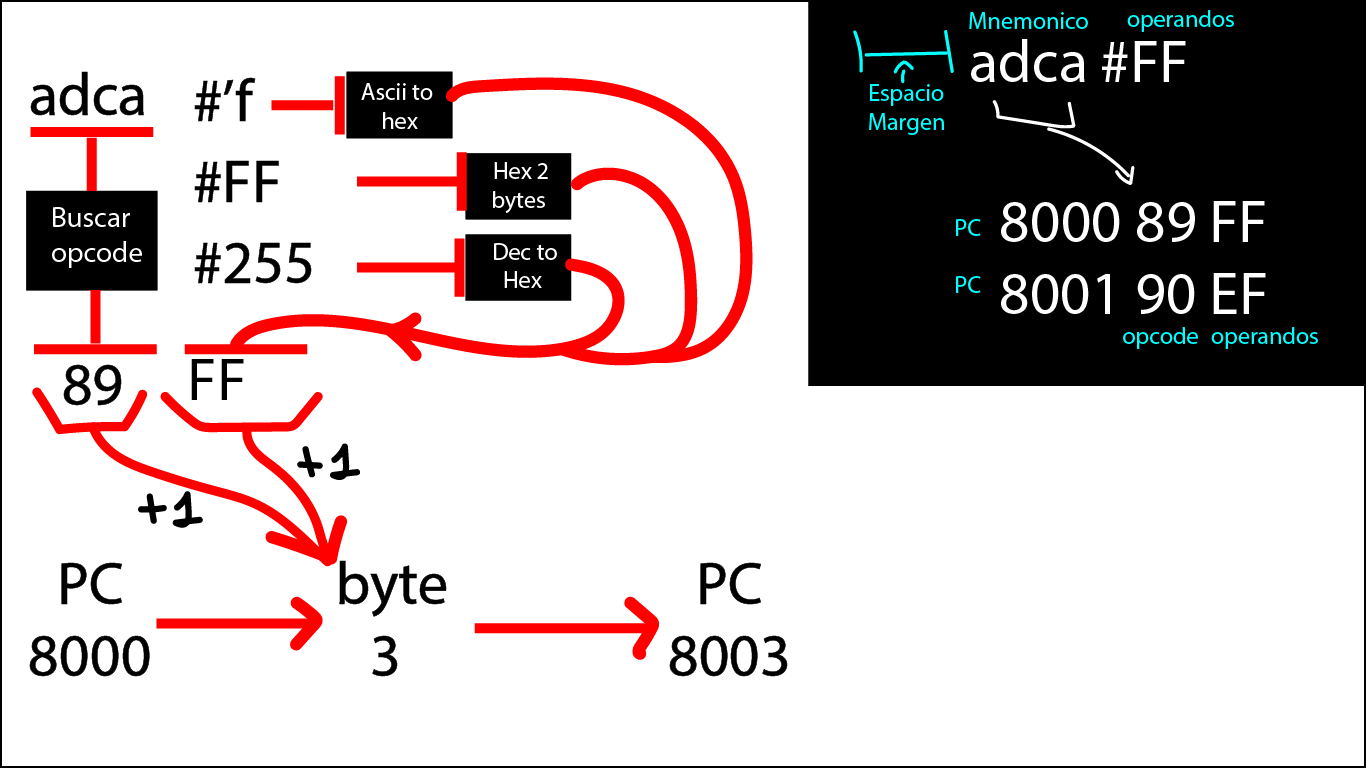 adca
#'f
Ascii to
hex
#FF
Hex 2
bytes
#255
Dec to
Hex
Buscar
opcode
89
FF
+1
+1
PC
8000
byte
3
PC
8003
Mnemonico operandos
adca #FF
Espacio
Margen
PC 8000 89 FF
PC 8001 90 EF
opcode operandos